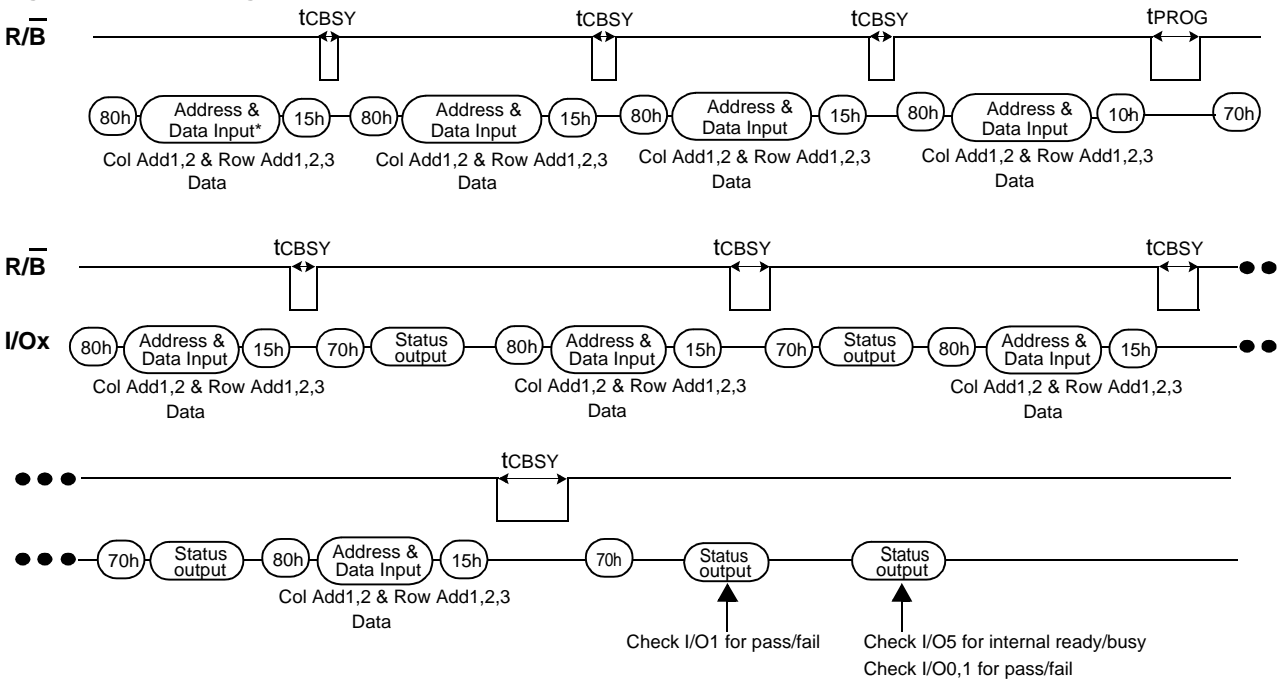 tCBSY tCBSY tCBSY tPROG
R/B
80h Address & Data Input* 15h 80h Address & Data Input 15h 80h Address & Data Input 15h 80h Address & Data Input 10h 70h
Col Add1,2 & Row Add1,2,3 Col Add1,2 & Row Add1,2,3 Col Add1,2 & Row Add1,2,3 Col Add1,2 & Row Add1,2,3
Data Data Data Data
tCBSY tCBSY tCBSY
R/B
I/Ox 80h Address & Data Input 15h 70h Status output 80h Address & Data Input 15h 70h Status output 80h Address & Data Input 15h
Col Add1,2 & Row Add1,2,3 Col Add1,2 & Row Add1,2,3 Col Add1,2 & Row Add1,2,3
Data Data Data
tCBSY
70h Status output 80h Address & Data Input 15h 70h Status output Status output
Col Add1,2 & Row Add1,2,3
Data
Check I/O1 for pass/fail Check I/O5 for internal ready/busy
Check I/O0,1 for pass/fail